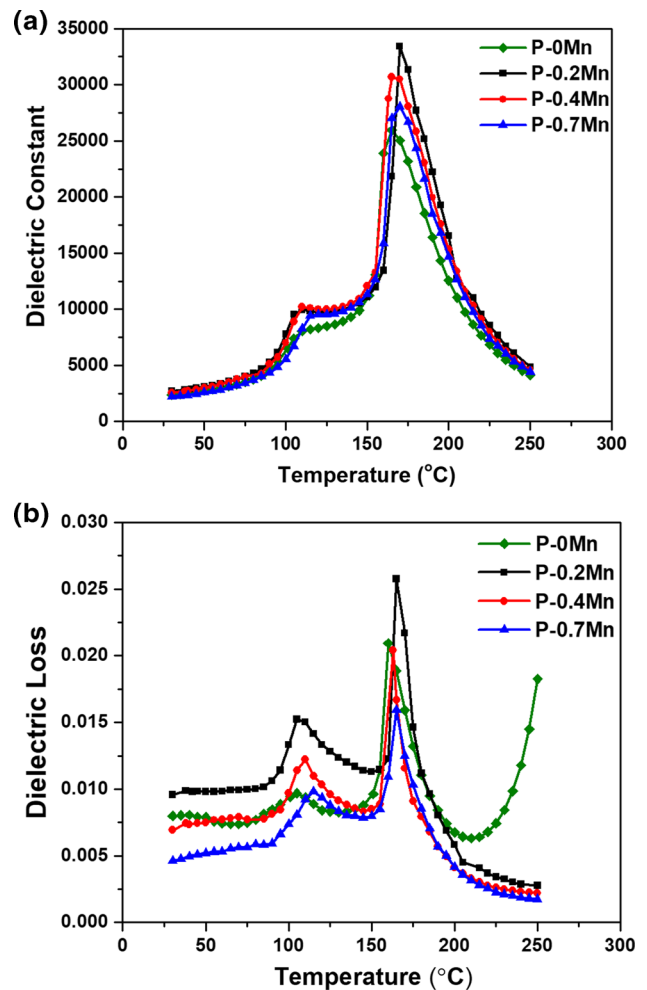 (a)
35000
30000
25000
20000
15000
10000
5000
0
Dielectric Constant
P-0Mn
P-0.2Mn
P-0.4Mn
P-0.7Mn
0 50 100 150 200 250 300
Temperature (°C)
(b)
0.030
0.025
0.020
0.015
0.010
0.005
0.000
Dielectric Loss
P-0Mn
P-0.2Mn
P-0.4Mn
P-0.7Mn
0 50 100 150 200 250 300
Temperature (°C)